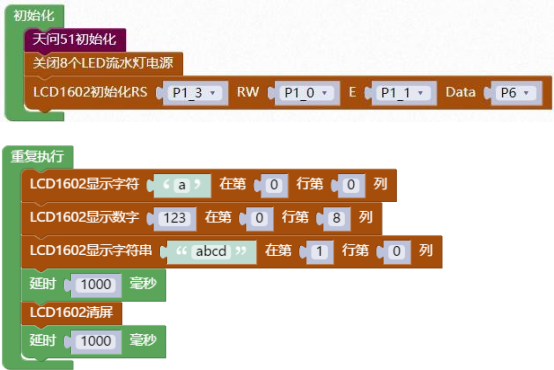 初始化
天问51初始化
关闭8个LED流水灯电源
LCD1602初始化RS P1_3 RW P1_0 E P1_1 Data P6
重复执行
LCD1602显示字符 “ a ” 在第 0 行第 0 列
LCD1602显示数字 123 在第 0 行第 8 列
LCD1602显示字符串 “ abcd ” 在第 1 行第 0 列
延时 1000 毫秒
LCD1602清屏
延时 1000 毫秒